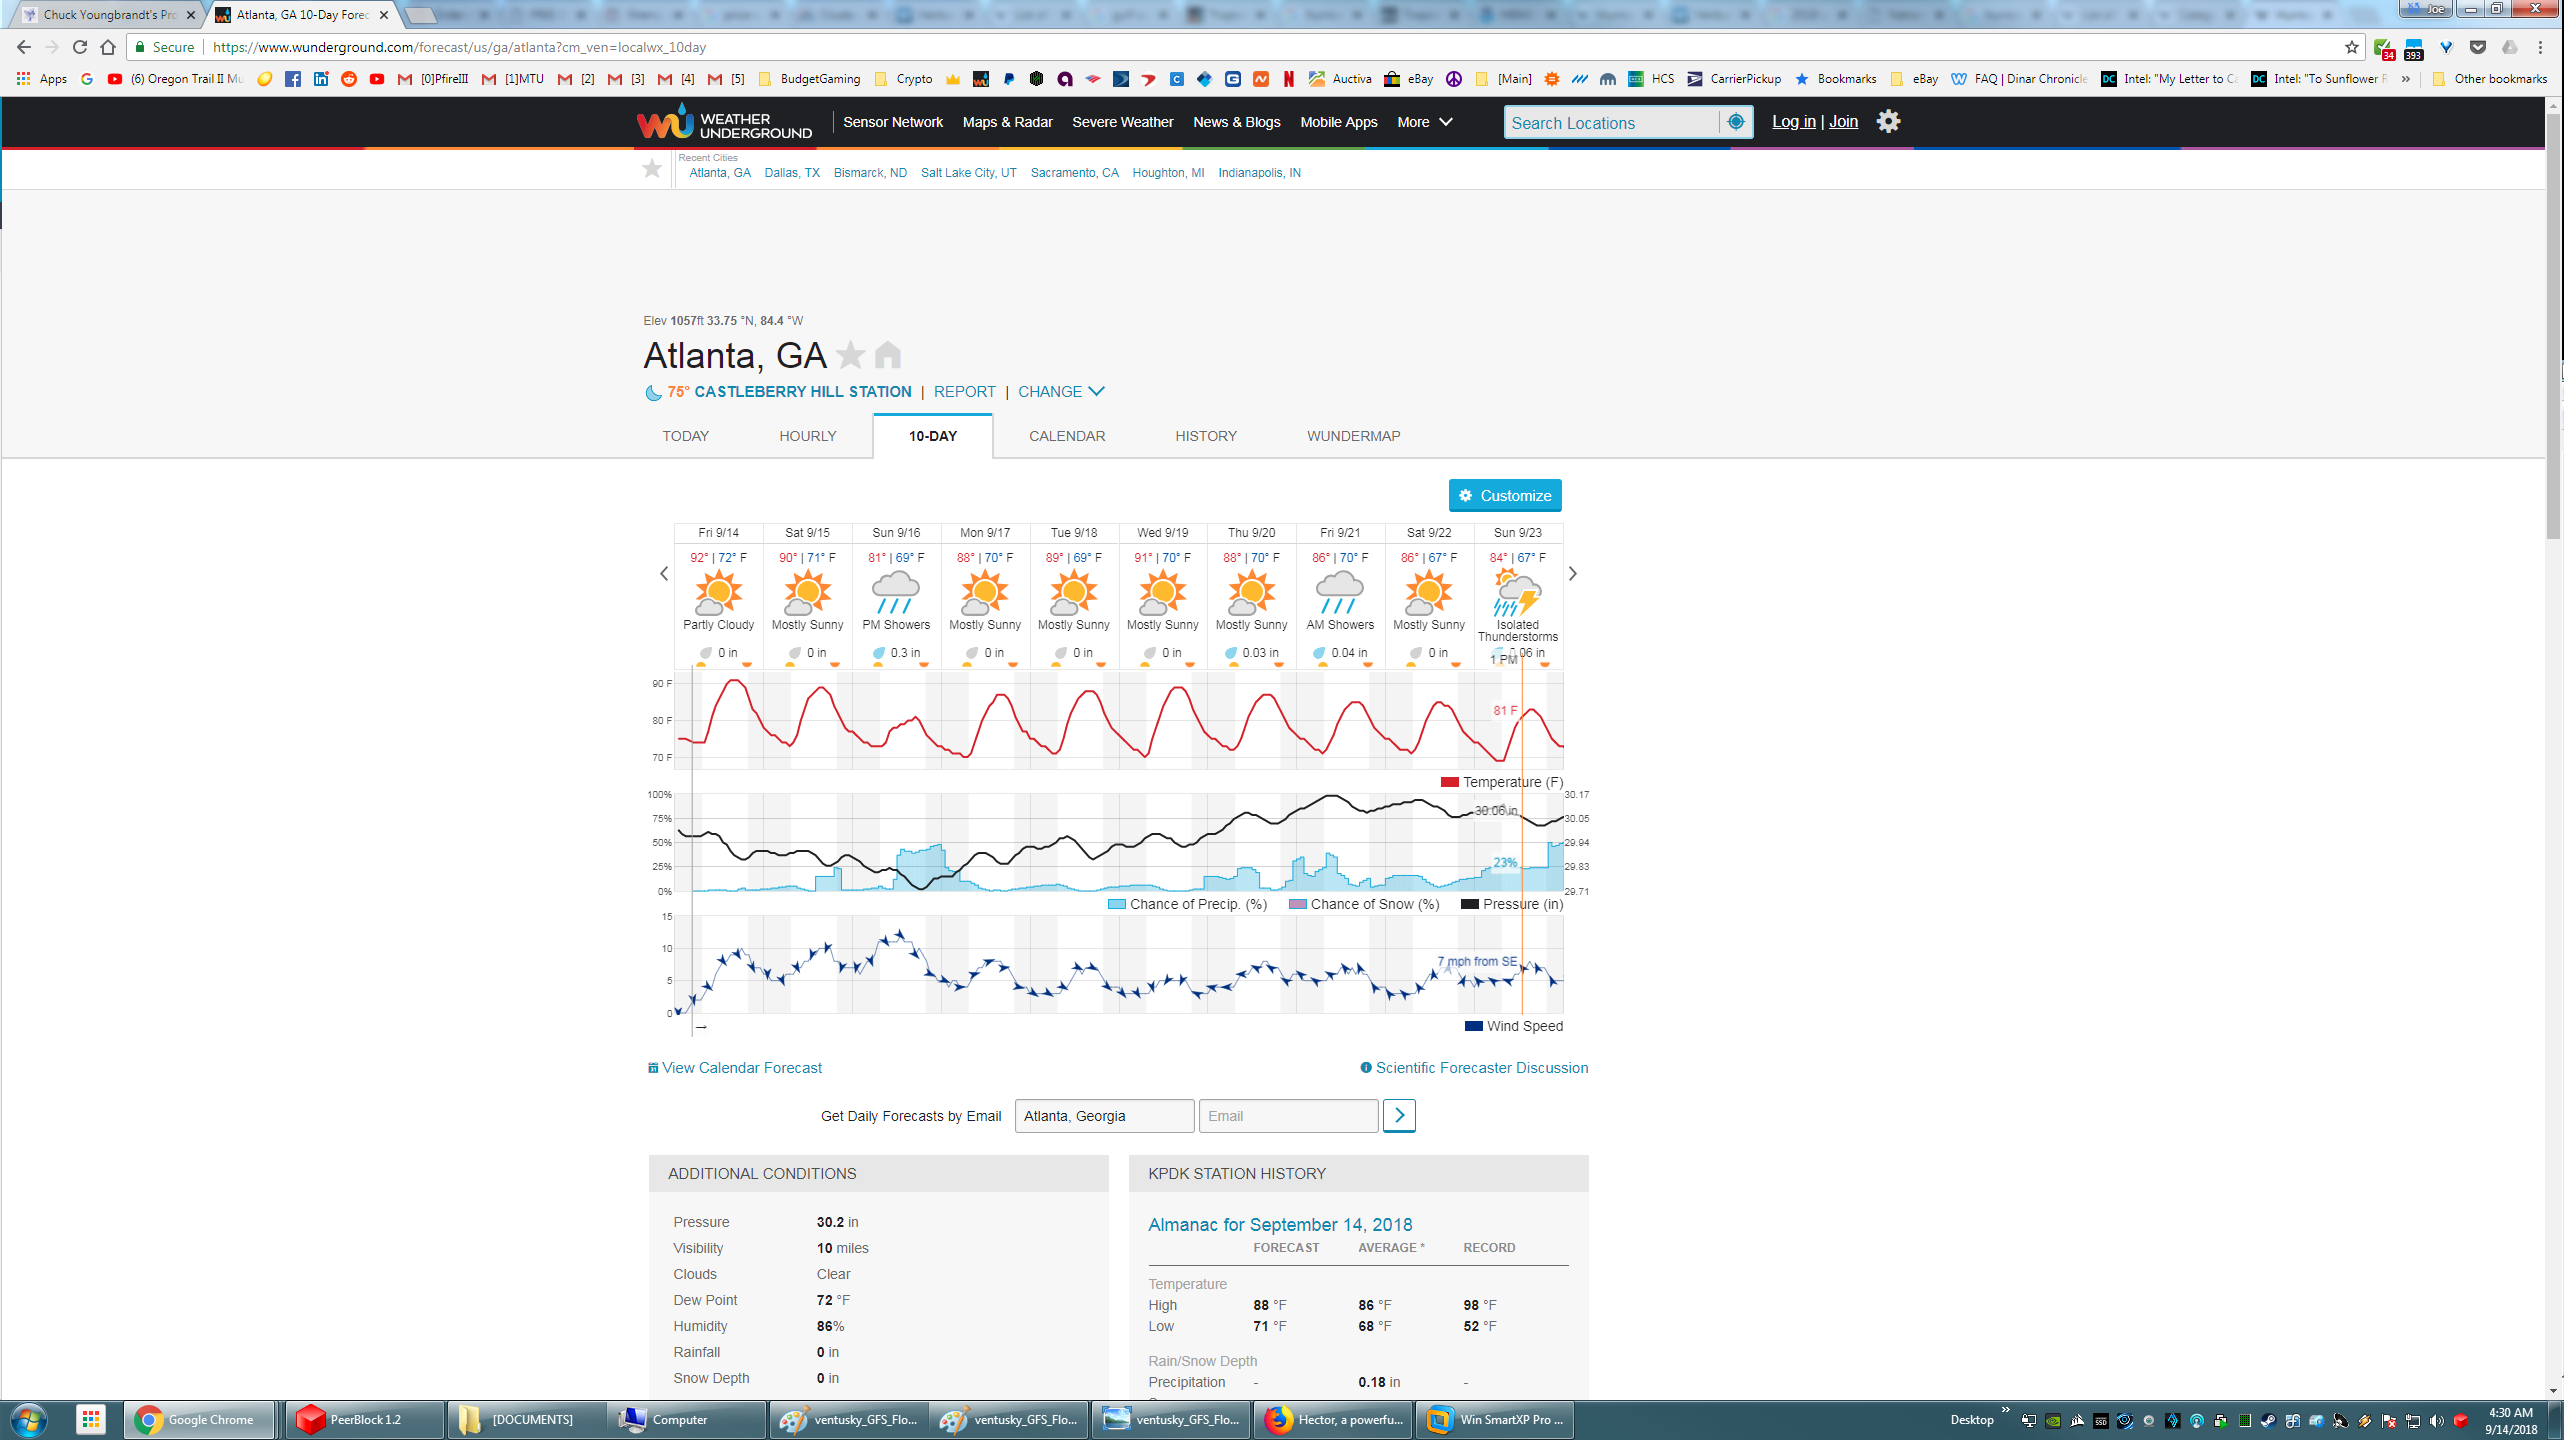 Chuck Youngbrandt's Pro
Atlanta, GA 10-Day Forec
Joe
Secure
https://www.wunderground.com/forecast/us/ga/atlanta?cm_ven=localwx_10day
34
393
Apps
(6) Oregon Trail II Mu
[0]PfireIII
[1]MTU
[2]
[3]
[4]
[5]
BudgetGaming
Crypto
Auctiva
eBay
[Main]
HCS
CarrierPickup
Bookmarks
eBay
FAQ | Dinar Chronicle
Intel: "My Letter to Ca
Intel: "To Sunflower R
Other bookmarks
WEATHER UNDERGROUND
Sensor Network
Maps & Radar
Severe Weather
News & Blogs
Mobile Apps
More
Search Locations
Log in | Join
Recent Cities
Atlanta, GA
Dallas, TX
Bismarck, ND
Salt Lake City, UT
Sacramento, CA
Houghton, MI
Indianapolis, IN
Elev 1057ft 33.75 °N, 84.4 °W
Atlanta, GA
75° CASTLEBERRY HILL STATION | REPORT | CHANGE
TODAY
HOURLY
10-DAY
CALENDAR
HISTORY
WUNDERMAP
Customize
Fri 9/14 Sat 9/15 Sun 9/16 Mon 9/17 Tue 9/18 Wed 9/19 Thu 9/20 Fri 9/21 Sat 9/22 Sun 9/23
92° | 72° F 90° | 71° F 81° | 69° F 88° | 70° F 89° | 69° F 91° | 70° F 88° | 70° F 86° | 70° F 86° | 67° F 84° | 67° F
Partly Cloudy Mostly Sunny PM Showers Mostly Sunny Mostly Sunny Mostly Sunny Mostly Sunny AM Showers Mostly Sunny Isolated Thunderstorms
0 in 0 in 0.3 in 0 in 0 in 0 in 0.03 in 0.04 in 0 in 0.06 in
1 PM
90 F
80 F
70 F
81 F
Temperature (F)
100%
75%
50%
25%
0%
30.17
30.05
29.94
29.83
29.71
30.06 in
23%
Chance of Precip. (%)
Chance of Snow (%)
Pressure (in)
15
10
5
0
7 mph from SE
Wind Speed
View Calendar Forecast
Scientific Forecaster Discussion
Get Daily Forecasts by Email
Atlanta, Georgia
Email
ADDITIONAL CONDITIONS
Pressure 30.2 in
Visibility 10 miles
Clouds Clear
Dew Point 72 °F
Humidity 86%
Rainfall 0 in
Snow Depth 0 in
KPDK STATION HISTORY
Almanac for September 14, 2018
FORECAST AVERAGE * RECORD
Temperature
High 88 °F 86 °F 98 °F
Low 71 °F 68 °F 52 °F
Rain/Snow Depth
Precipitation - 0.18 in -
Google Chrome
PeerBlock 1.2
[DOCUMENTS]
Computer
ventusky_GFS_Flo...
ventusky_GFS_Flo...
ventusky_GFS_Flo...
Hector, a powerfu...
Win SmartXP Pro ...
Desktop
4:30 AM
9/14/2018